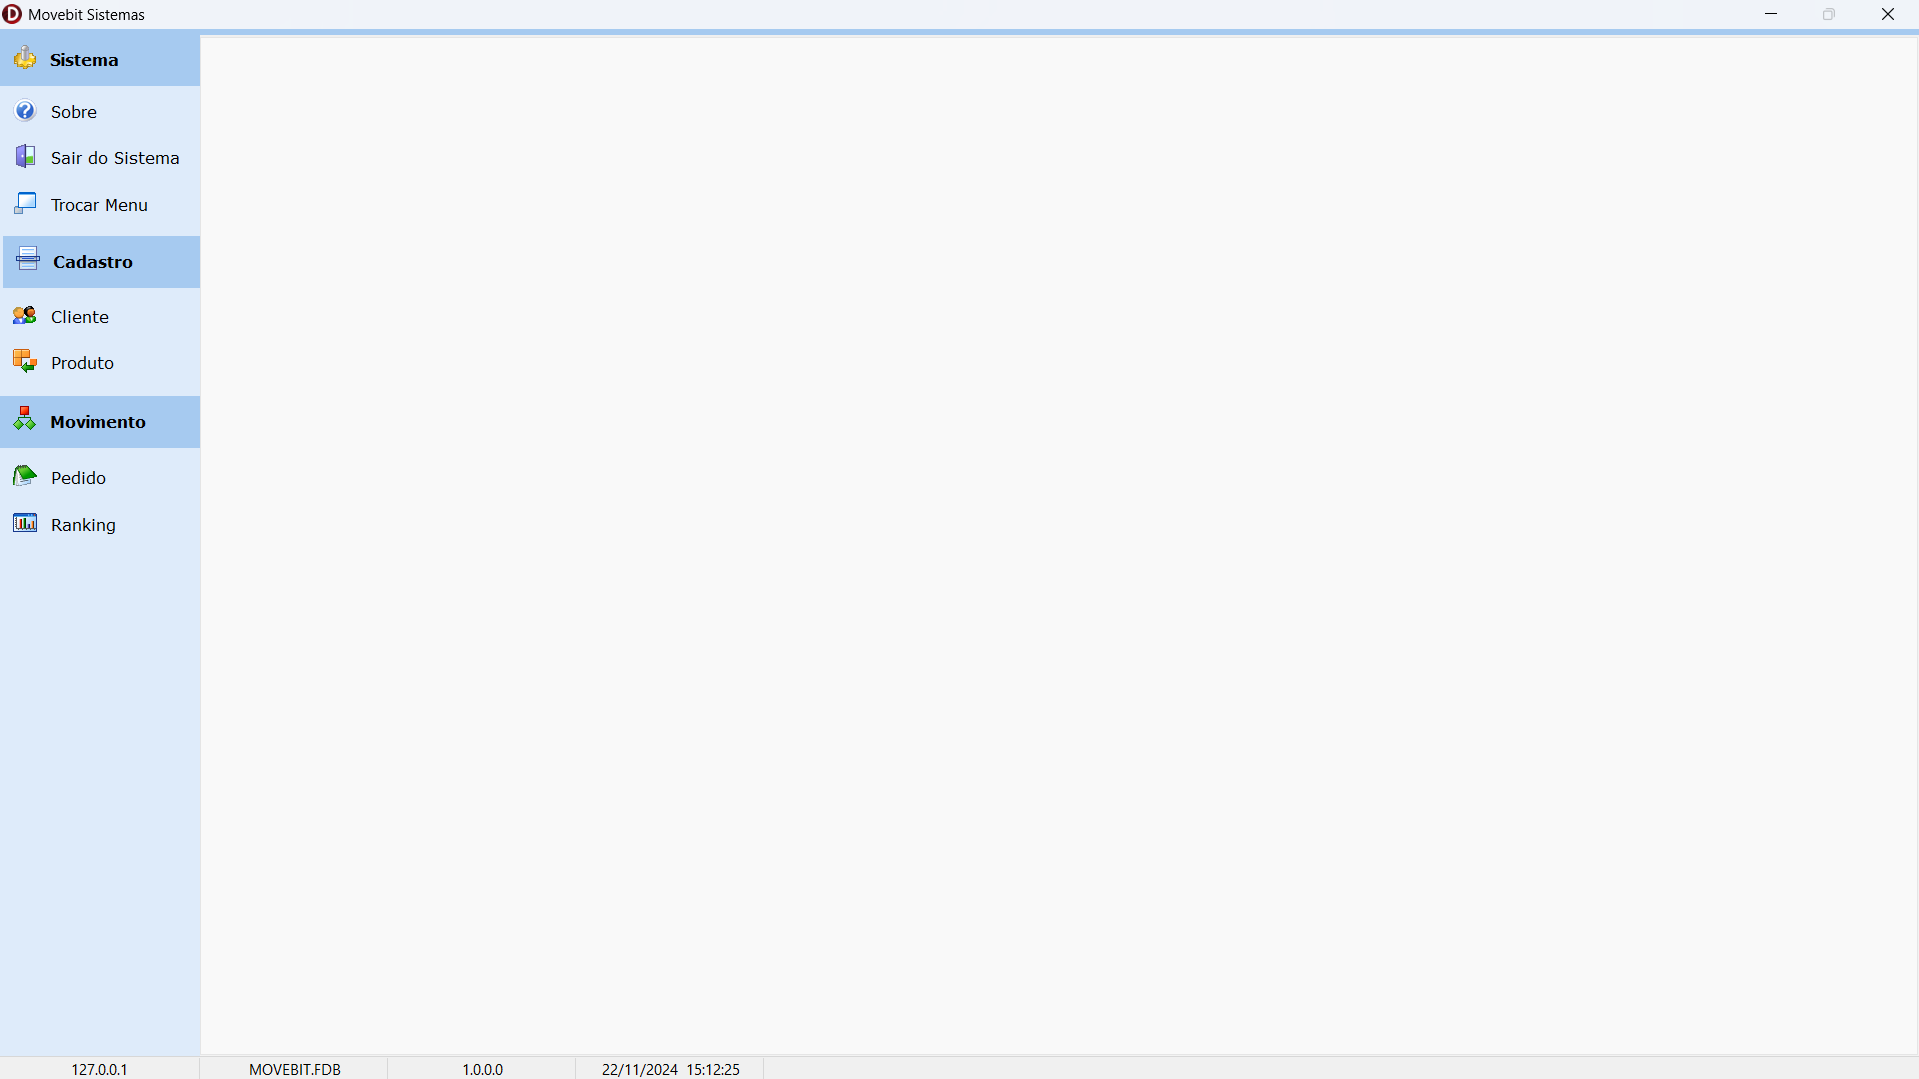 Movebit Sistemas
Sistema
Sobre
Sair do Sistema
Trocar Menu
Cadastro
Cliente
Produto
Movimento
Pedido
Ranking
127.0.0.1 MOVEBIT.FDB 1.0.0.0 22/11/2024 15:12:25